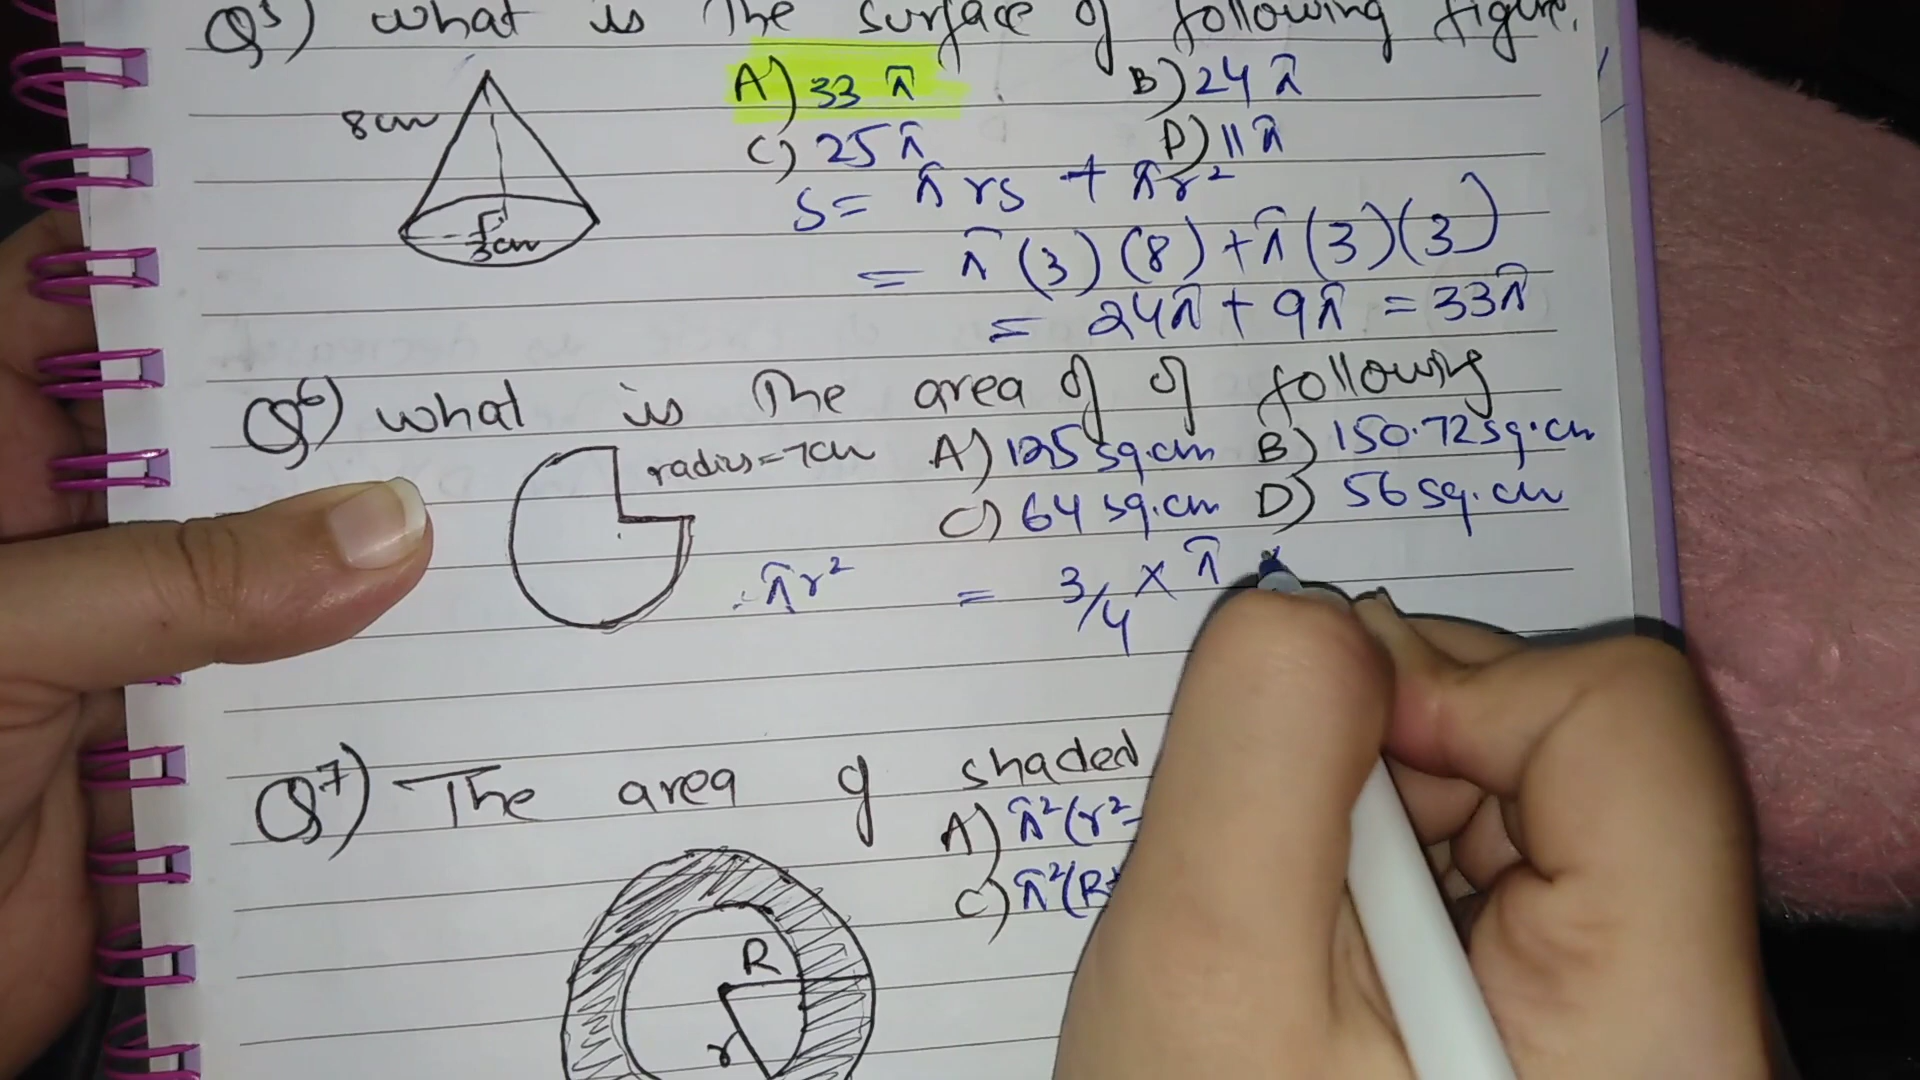 Q5) what is The surface of following figure.
8cm
3cm
A) 33 π B) 24 π
C) 25 π D) 11 π
S = π rs + π r²
= π (3) (8) + π (3)(3)
= 24π + 9π = 33π
Q6) what is The area of of following
radius = 7cm A) 125 sq.cm B) 150.72 sq.cm
C) 64 sq.cm D) 56 sq.cm
π r² = 3/4 × π
Q7) The area of shaded
A) π² (r² -
C) π² (R+
R
r